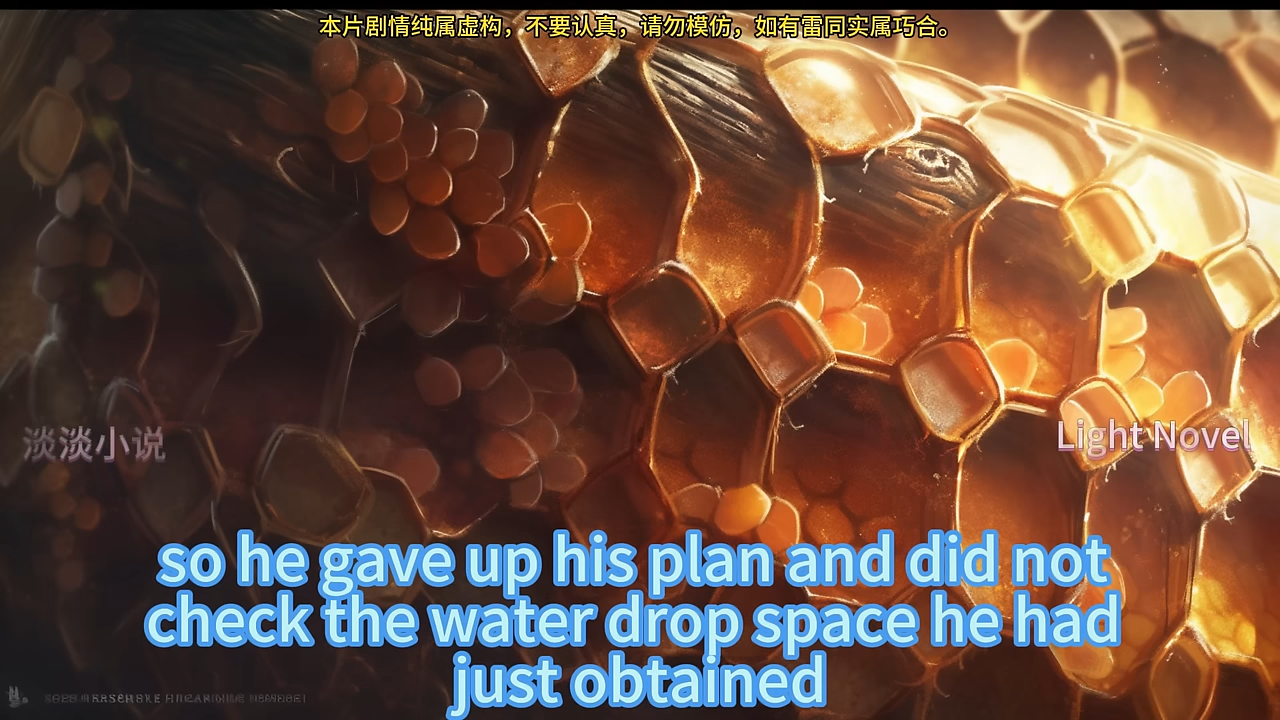 本片剧情纯属虚构，不要认真，请勿模仿，如有雷同实属巧合。
淡淡小说
Light Novel
so he gave up his plan and did not
check the water drop space he had
just obtained